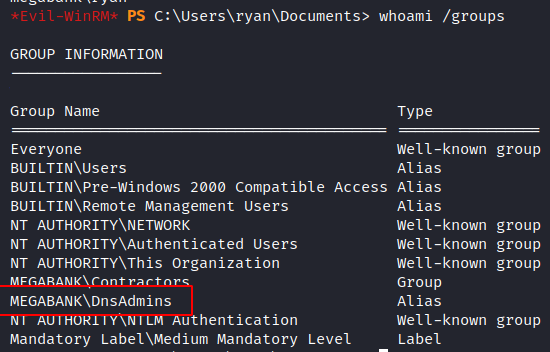 megabank\ryan
*Evil-WinRM* PS C:\Users\ryan\Documents> whoami /groups
GROUP INFORMATION
-----------------
Group Name Type
========================================== ================
Everyone Well-known group
BUILTIN\Users Alias
BUILTIN\Pre-Windows 2000 Compatible Access Alias
BUILTIN\Remote Management Users Alias
NT AUTHORITY\NETWORK Well-known group
NT AUTHORITY\Authenticated Users Well-known group
NT AUTHORITY\This Organization Well-known group
MEGABANK\Contractors Group
MEGABANK\DnsAdmins Alias
NT AUTHORITY\NTLM Authentication Well-known group
Mandatory Label\Medium Mandatory Level Label